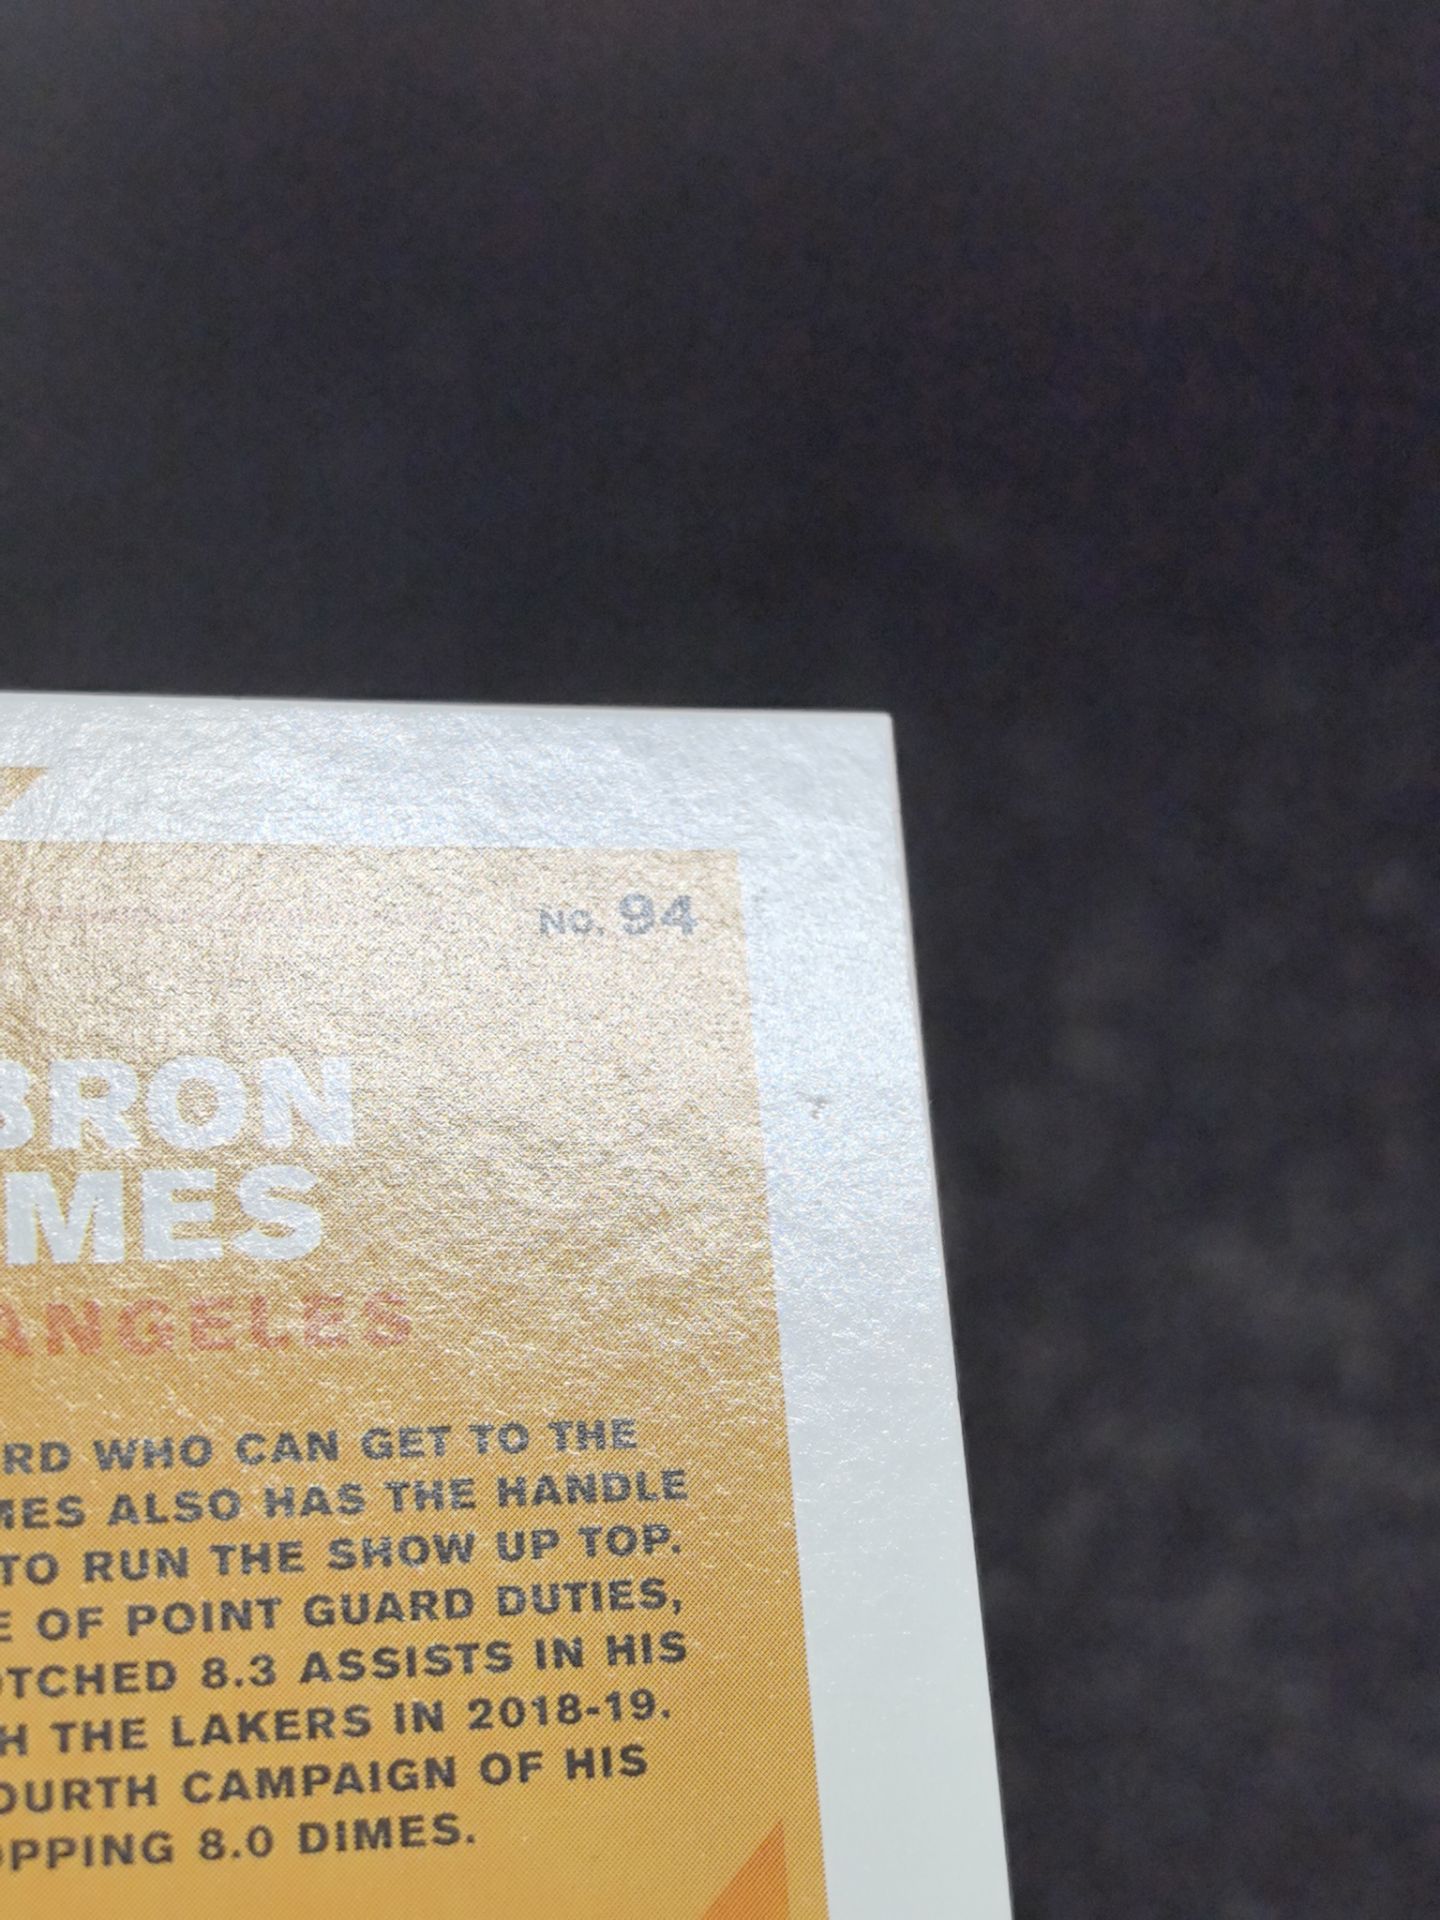 NO. 94
BRON
MES
ANGELES
RD WHO CAN GET TO THE
MES ALSO HAS THE HANDLE
TO RUN THE SHOW UP TOP.
E OF POINT GUARD DUTIES,
OTCHED 8.3 ASSISTS IN HIS
H THE LAKERS IN 2018-19.
OURTH CAMPAIGN OF HIS
OPPING 8.0 DIMES.